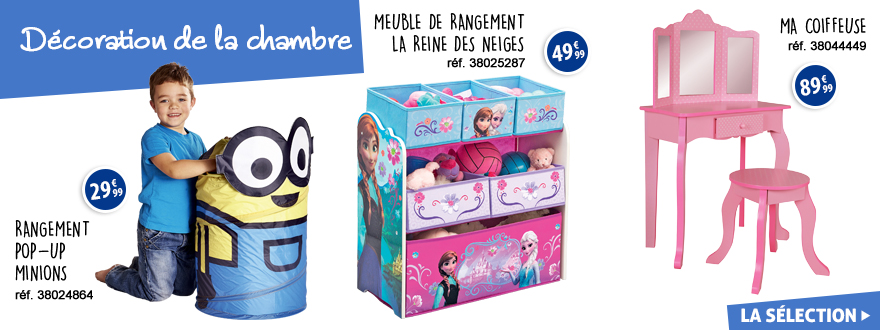 Décoration de la chambre
MEUBLE DE RANGEMENT
LA REINE DES NEIGES
réf. 38025287
49€99
MA COIFFEUSE
réf. 38044449
89€99
29€99
RANGEMENT
POP-UP
MINIONS
réf. 38024864
LA SÉLECTION